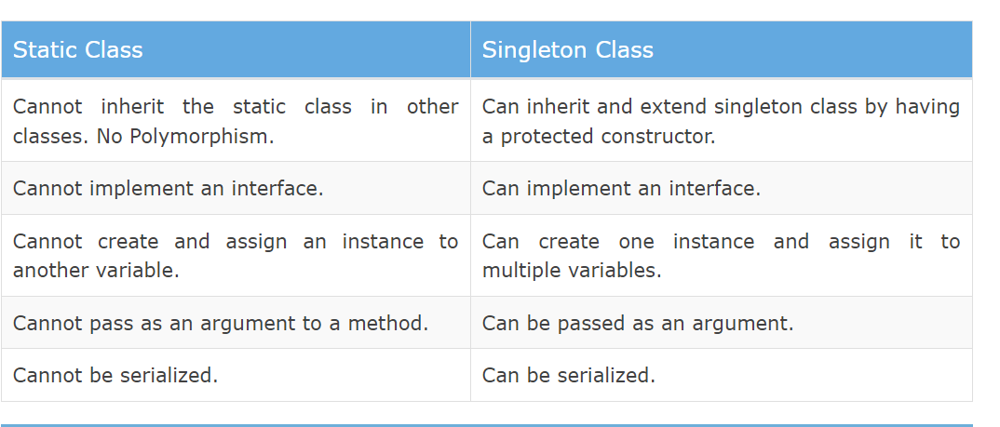 Static Class
Singleton Class
Cannot inherit the static class in other
classes. No Polymorphism.
Can inherit and extend singleton class by having
a protected constructor.
Cannot implement an interface.
Can implement an interface.
Cannot create and assign an instance to
another variable.
Can create one instance and assign it to
multiple variables.
Cannot pass as an argument to a method.
Can be passed as an argument.
Cannot be serialized.
Can be serialized.